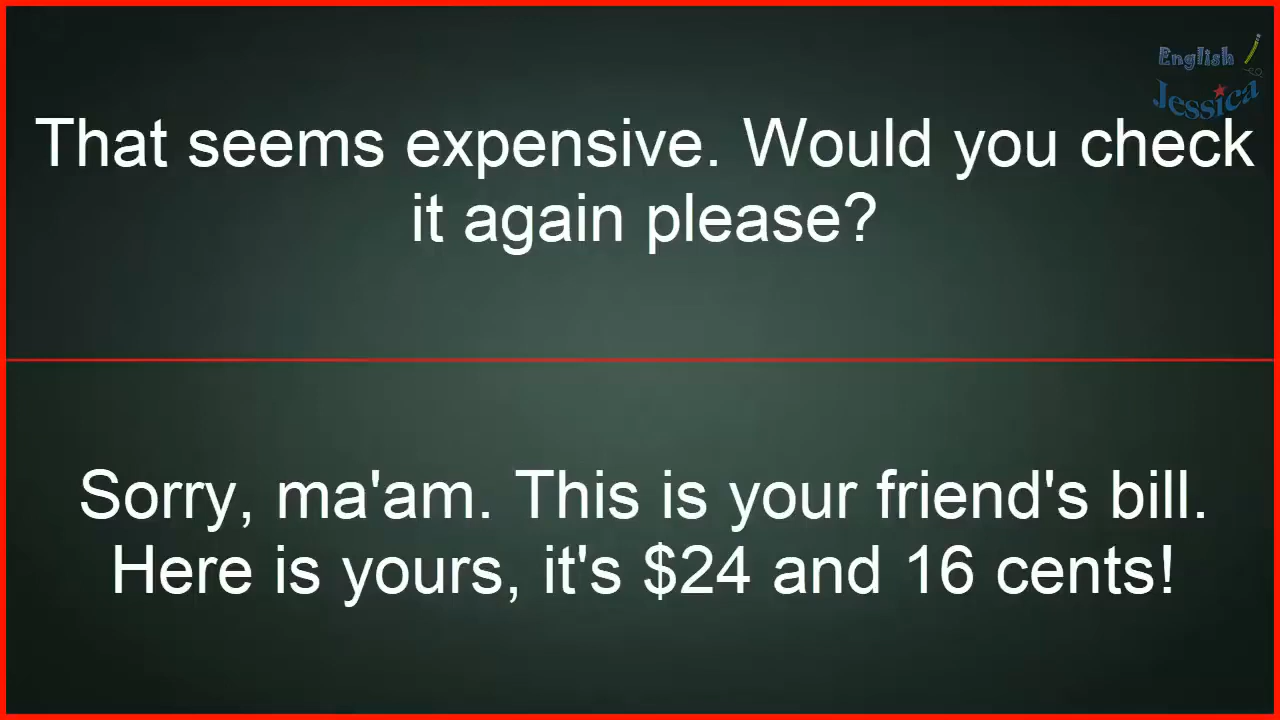 English
Jessica
That seems expensive. Would you check
it again please?
Sorry, ma'am. This is your friend's bill.
Here is yours, it's $24 and 16 cents!